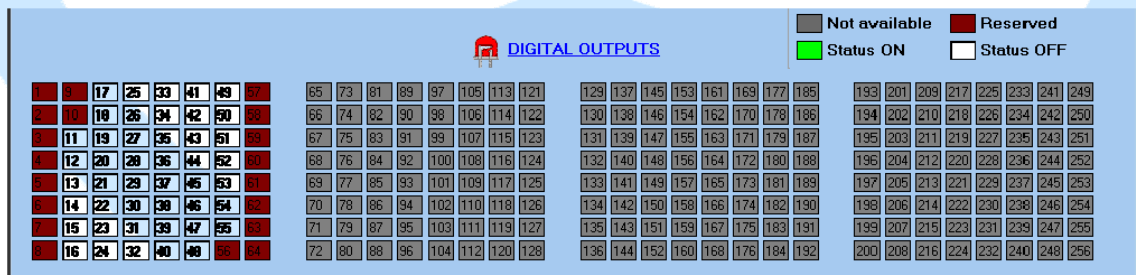 Not available Reserved
DIGITAL OUTPUTS
Status ON Status OFF
1 9 17 25 33 41 49 57 65 73 81 89 97 105 113 121 129 137 145 153 161 169 177 185 193 201 209 217 225 233 241 249
2 10 18 26 34 42 50 58 66 74 82 90 98 106 114 122 130 138 146 154 162 170 178 186 194 202 210 218 226 234 242 250
3 11 19 27 35 43 51 59 67 75 83 91 99 107 115 123 131 139 147 155 163 171 179 187 195 203 211 219 227 235 243 251
4 12 20 28 36 44 52 60 68 76 84 92 100 108 116 124 132 140 148 156 164 172 180 188 196 204 212 220 228 236 244 252
5 13 21 29 37 45 53 61 69 77 85 93 101 109 117 125 133 141 149 157 165 173 181 189 197 205 213 221 229 237 245 253
6 14 22 30 38 46 54 62 70 78 86 94 102 110 118 126 134 142 150 158 166 174 182 190 198 206 214 222 230 238 246 254
7 15 23 31 39 47 55 63 71 79 87 95 103 111 119 127 135 143 151 159 167 175 183 191 199 207 215 223 231 239 247 255
8 16 24 32 40 48 56 64 72 80 88 96 104 112 120 128 136 144 152 160 168 176 184 192 200 208 216 224 232 240 248 256